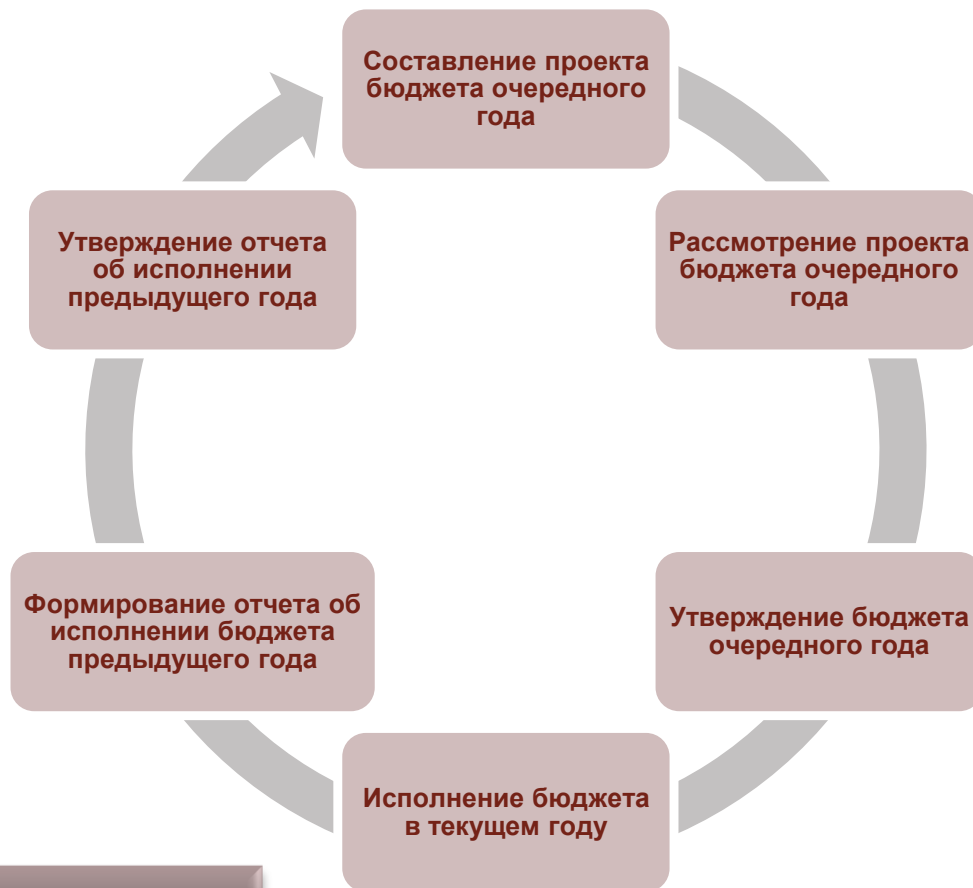 Составление проекта
бюджета очередного
года
Рассмотрение проекта
бюджета очередного
года
Утверждение бюджета
очередного года
Исполнение бюджета
в текущем году
Формирование отчета об
исполнении бюджета
предыдущего года
Утверждение отчета
об исполнении
предыдущего года